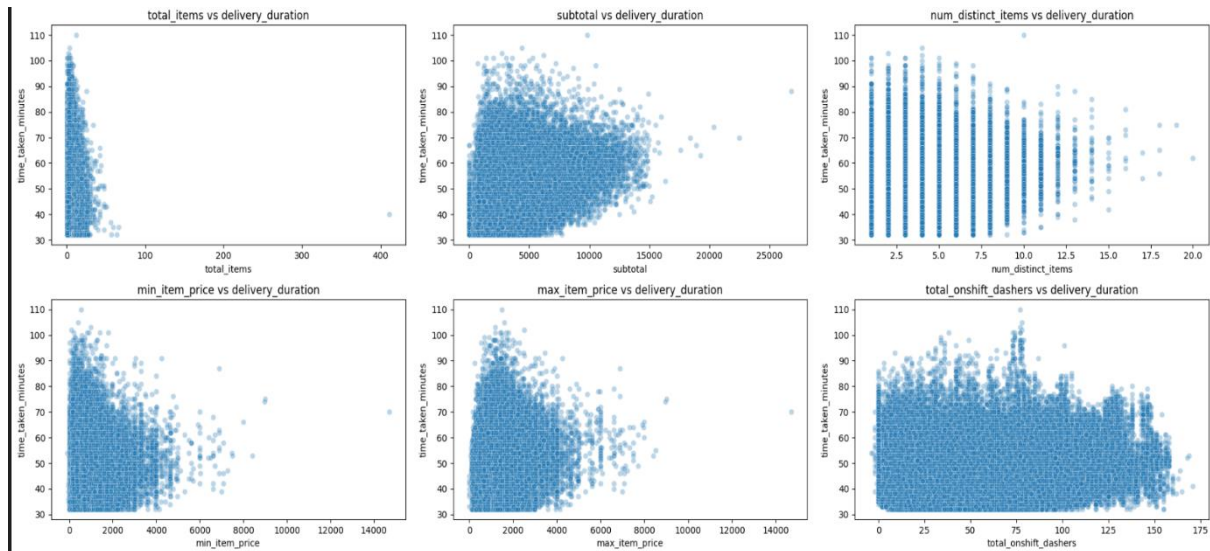 total_items vs delivery_duration
subtotal vs delivery_duration
num_distinct_items vs delivery_duration
110
100
90
80
70
60
50
40
30
time_taken_minutes
0 100 200 300 400
total_items
110
100
90
80
70
60
50
40
30
time_taken_minutes
0 5000 10000 15000 20000 25000
subtotal
110
100
90
80
70
60
50
40
30
time_taken_minutes
2.5 5.0 7.5 10.0 12.5 15.0 17.5 20.0
num_distinct_items
min_item_price vs delivery_duration
max_item_price vs delivery_duration
total_onshift_dashers vs delivery_duration
110
100
90
80
70
60
50
40
30
time_taken_minutes
0 2000 4000 6000 8000 10000 12000 14000
min_item_price
110
100
90
80
70
60
50
40
30
time_taken_minutes
0 2000 4000 6000 8000 10000 12000 14000
max_item_price
110
100
90
80
70
60
50
40
30
time_taken_minutes
0 25 50 75 100 125 150 175
total_onshift_dashers